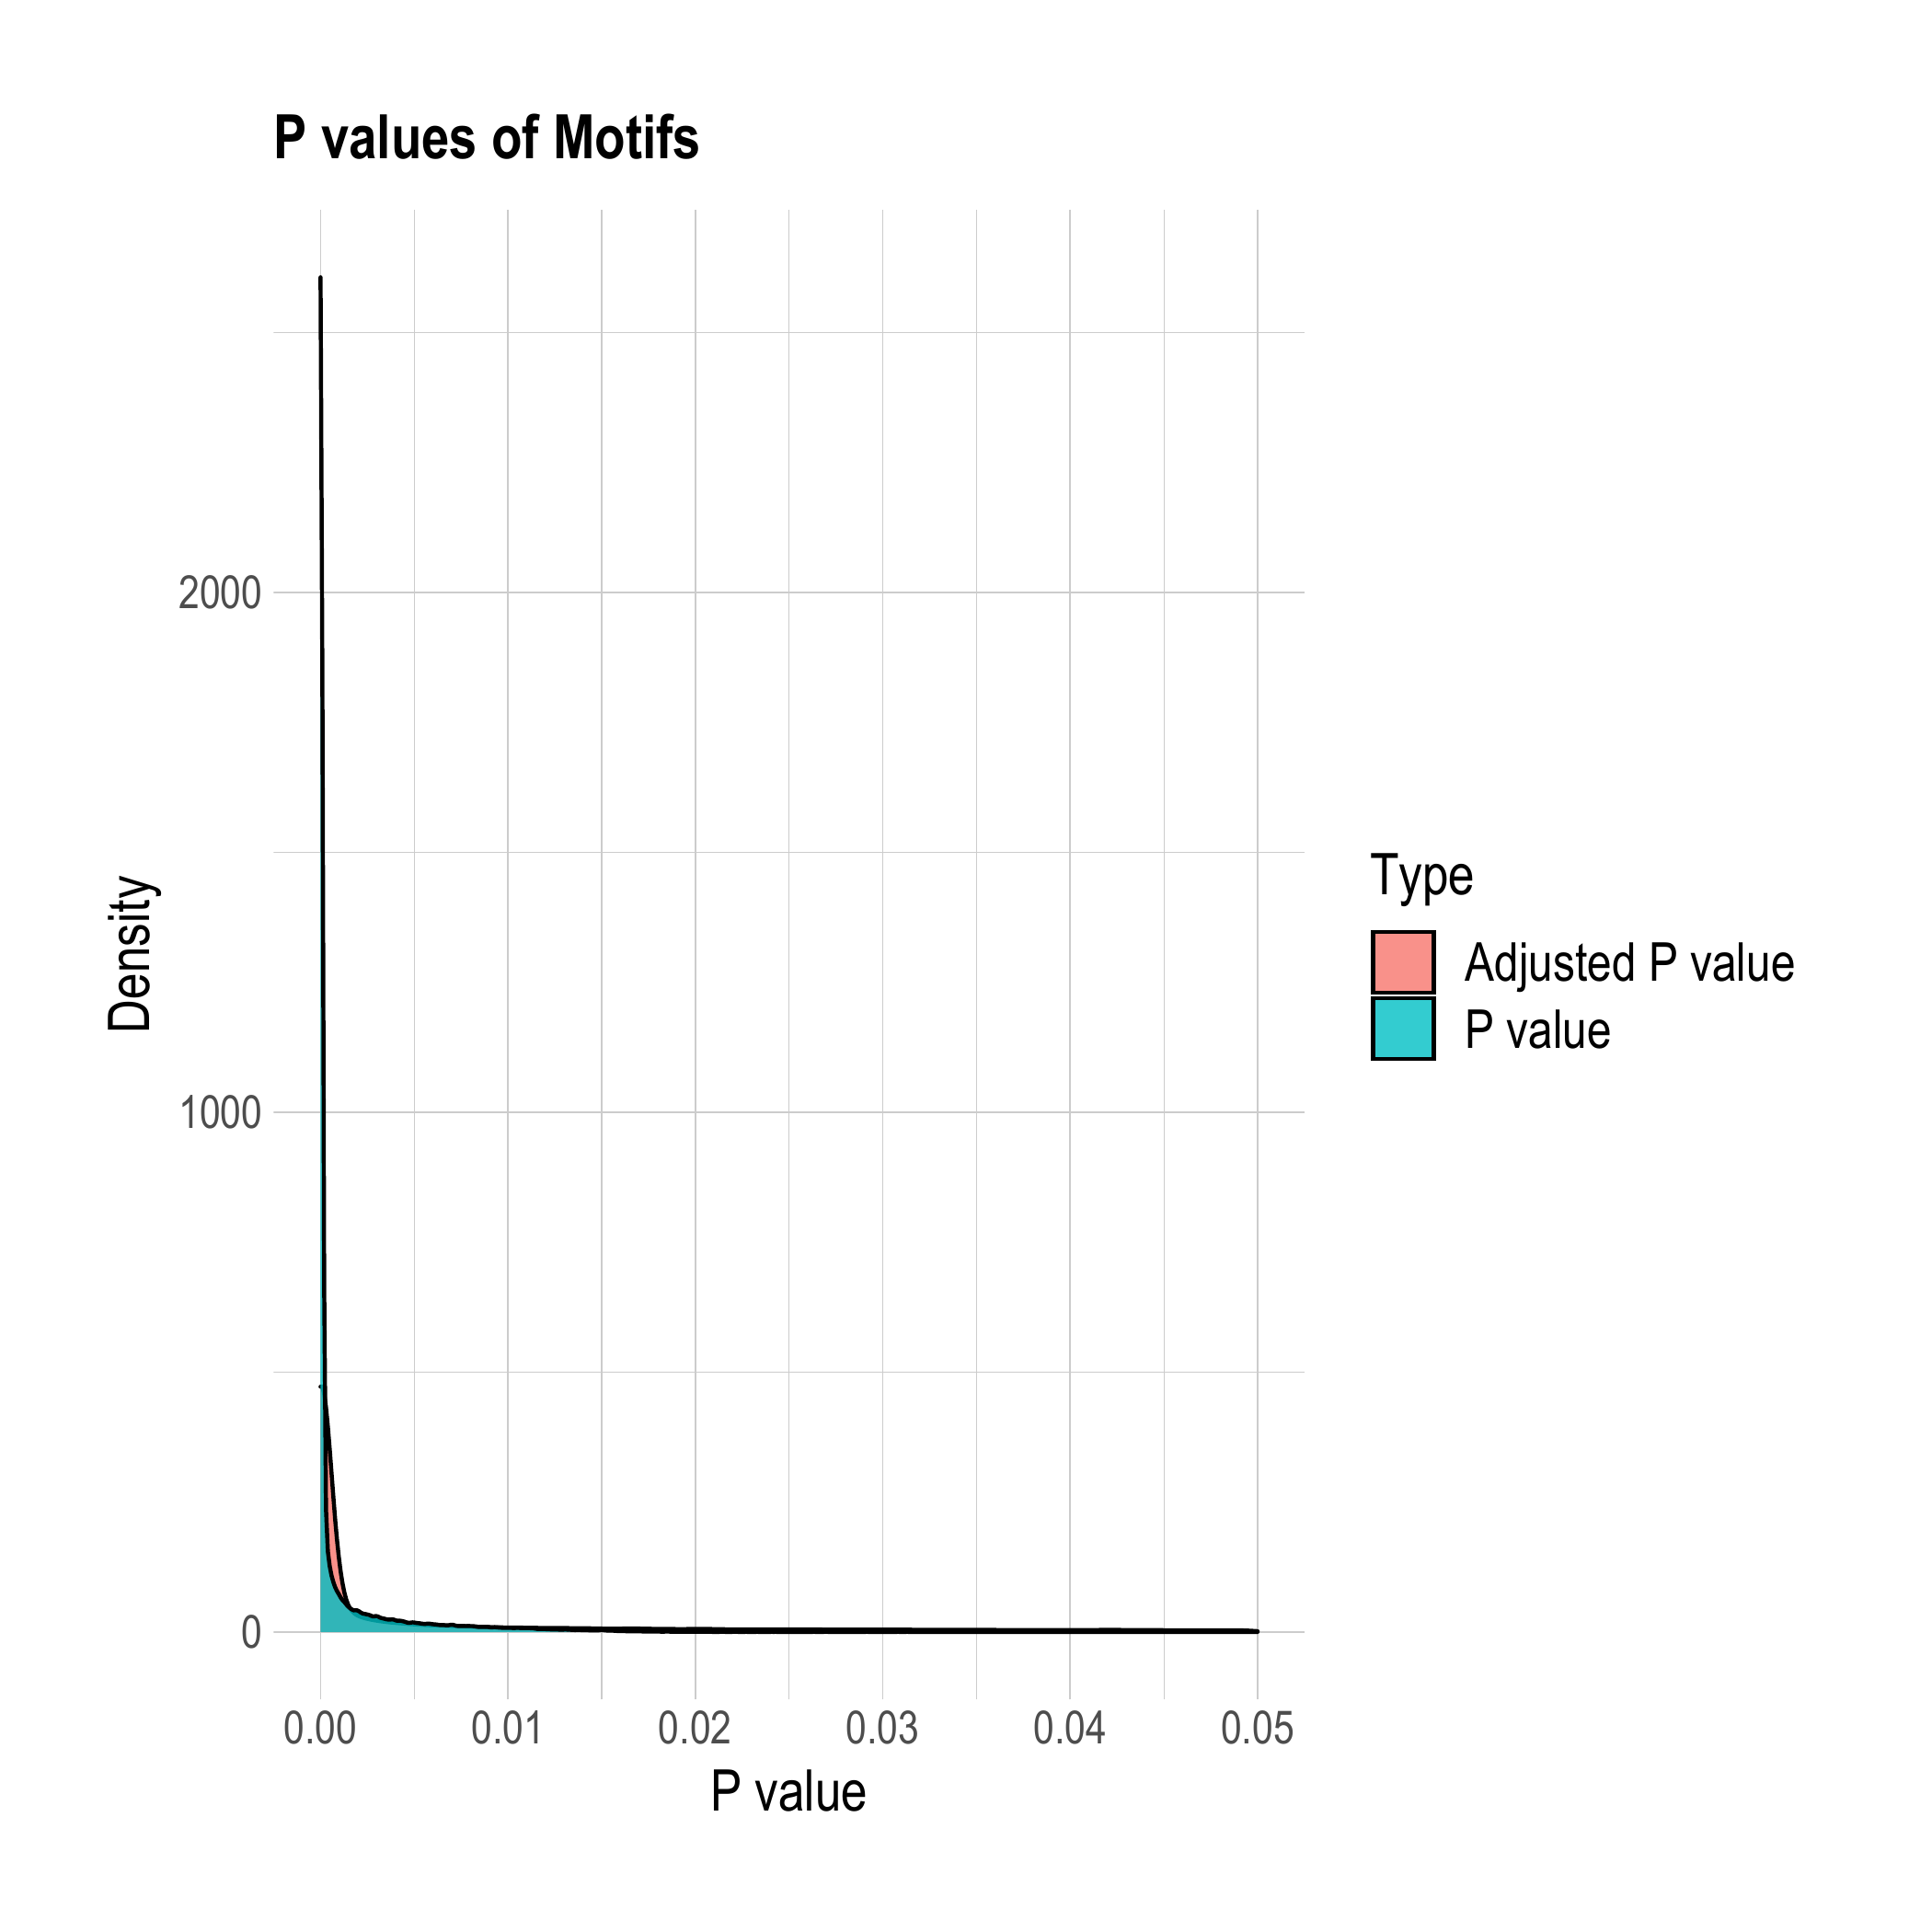 P values of Motifs
Density
2000
1000
0
0.00 0.01 0.02 0.03 0.04 0.05
P value
Type
Adjusted P value
P value